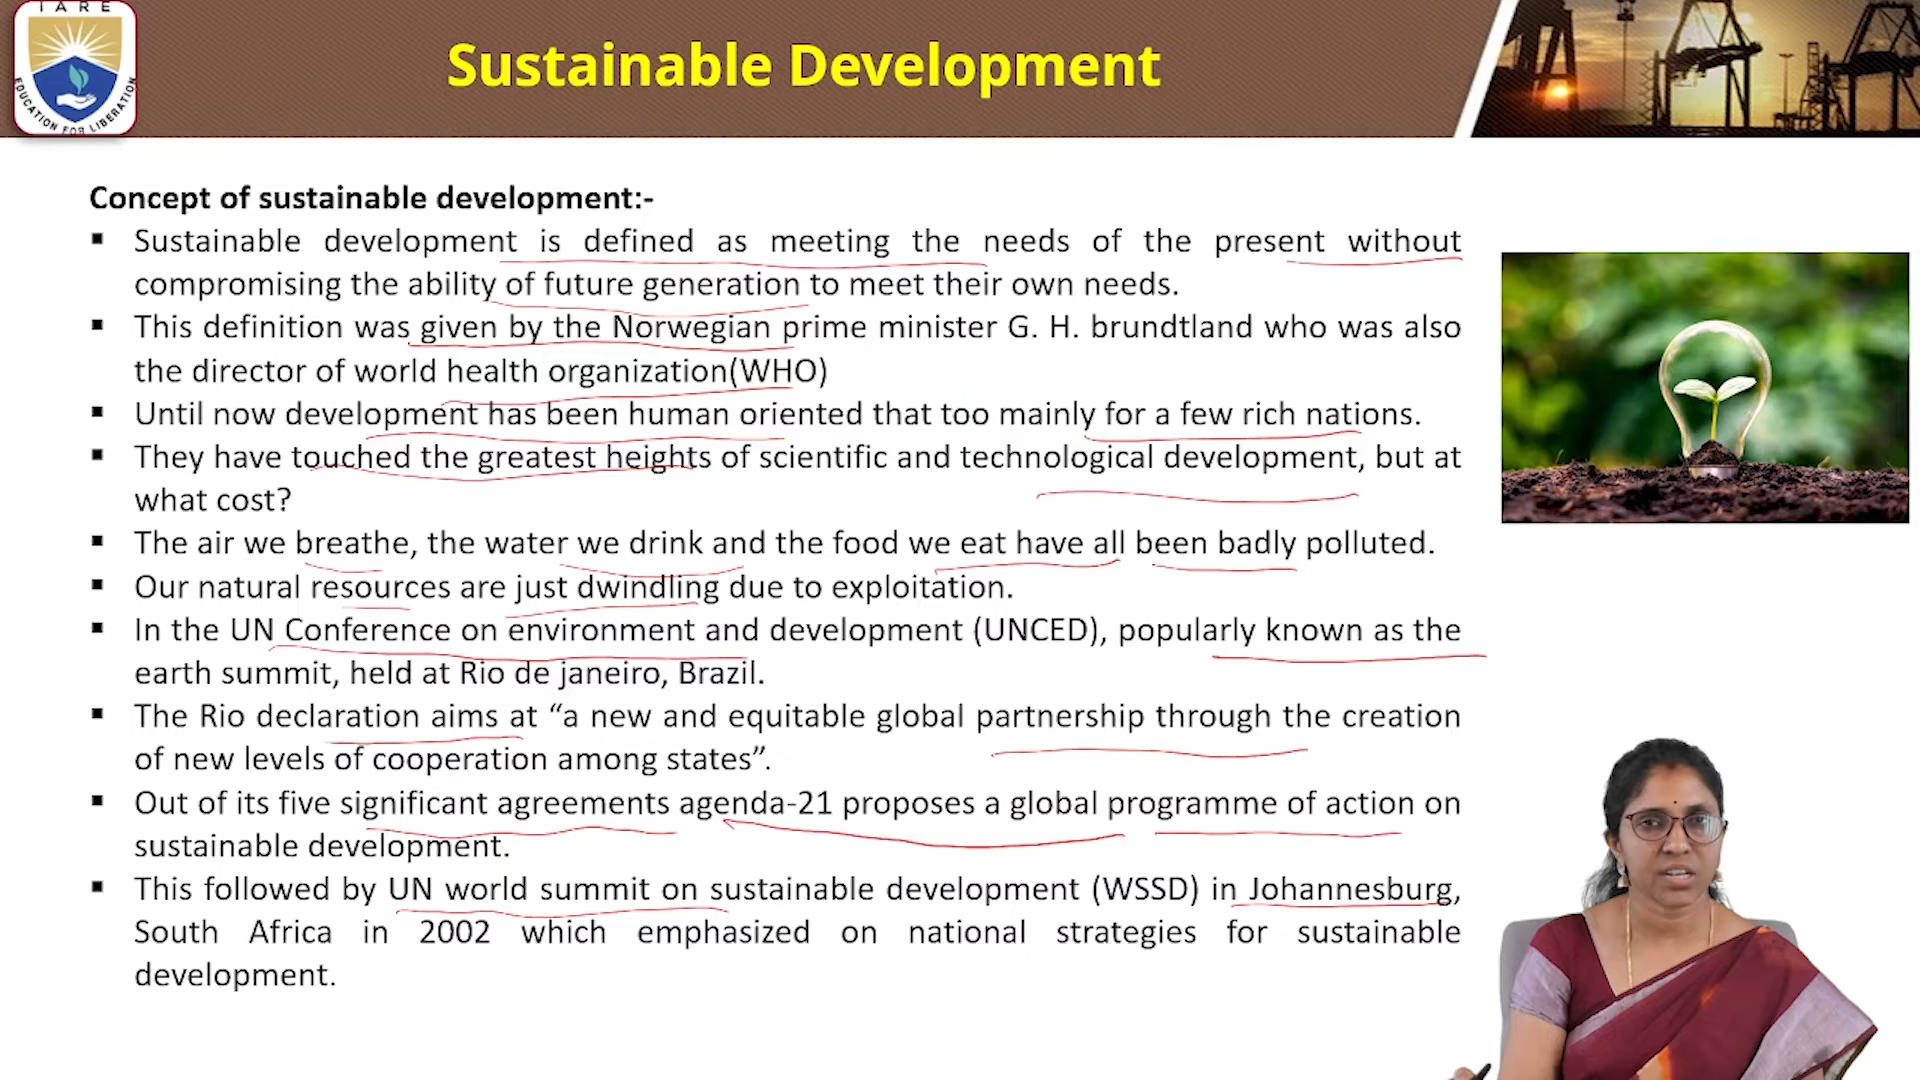 IARE
EDUCATION FOR LIBERATION
Sustainable Development
Concept of sustainable development:-
▪ Sustainable development is defined as meeting the needs of the present without
compromising the ability of future generation to meet their own needs.
▪ This definition was given by the Norwegian prime minister G. H. brundtland who was also
the director of world health organization(WHO)
▪ Until now development has been human oriented that too mainly for a few rich nations.
▪ They have touched the greatest heights of scientific and technological development, but at
what cost?
▪ The air we breathe, the water we drink and the food we eat have all been badly polluted.
▪ Our natural resources are just dwindling due to exploitation.
▪ In the UN Conference on environment and development (UNCED), popularly known as the
earth summit, held at Rio de janeiro, Brazil.
▪ The Rio declaration aims at “a new and equitable global partnership through the creation
of new levels of cooperation among states”.
▪ Out of its five significant agreements agenda-21 proposes a global programme of action on
sustainable development.
▪ This followed by UN world summit on sustainable development (WSSD) in Johannesburg,
South Africa in 2002 which emphasized on national strategies for sustainable
development.